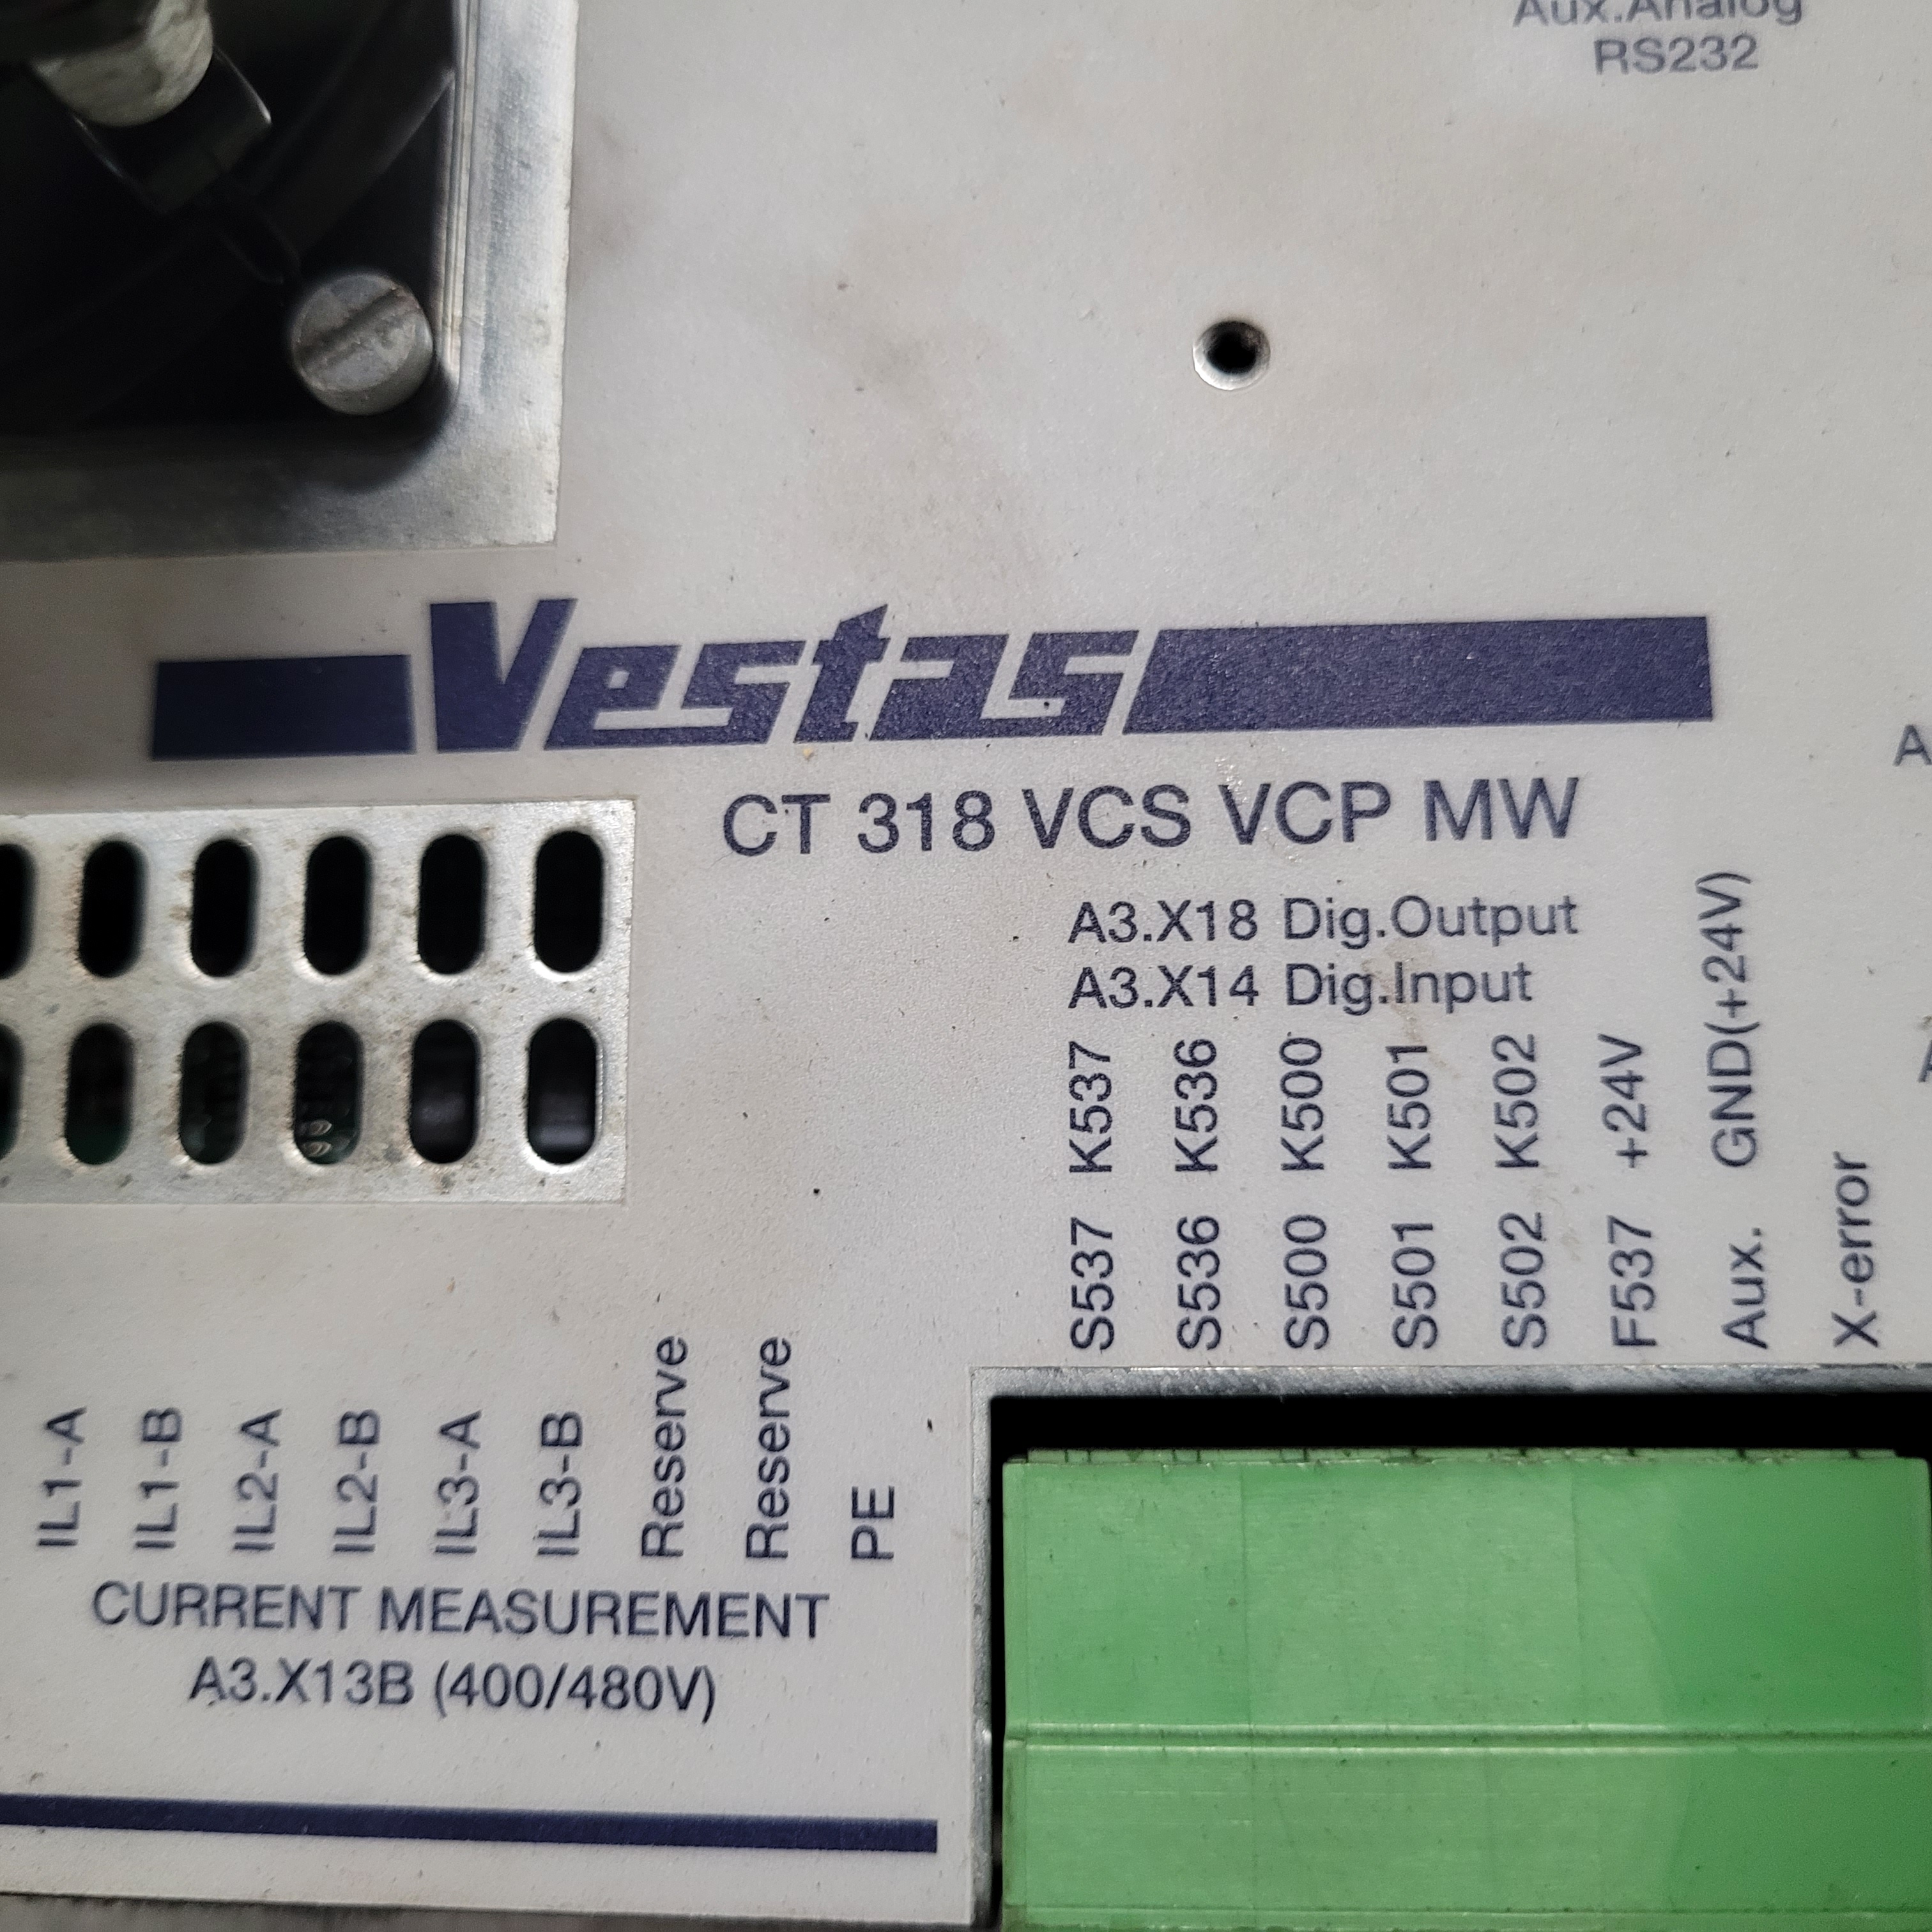 Aux.Analog
RS232
Vestas
CT 318 VCS VCP MW
A3.X18 Dig.Output
A3.X14 Dig.Input
K537
K536
K500
K501
K502
+24V
GND(+24V)
S537
S536
S500
S501
S502
F537
Aux.
X-error
IL1-A
IL1-B
IL2-A
IL2-B
IL3-A
IL3-B
Reserve
Reserve
PE
CURRENT MEASUREMENT
A3.X13B (400/480V)